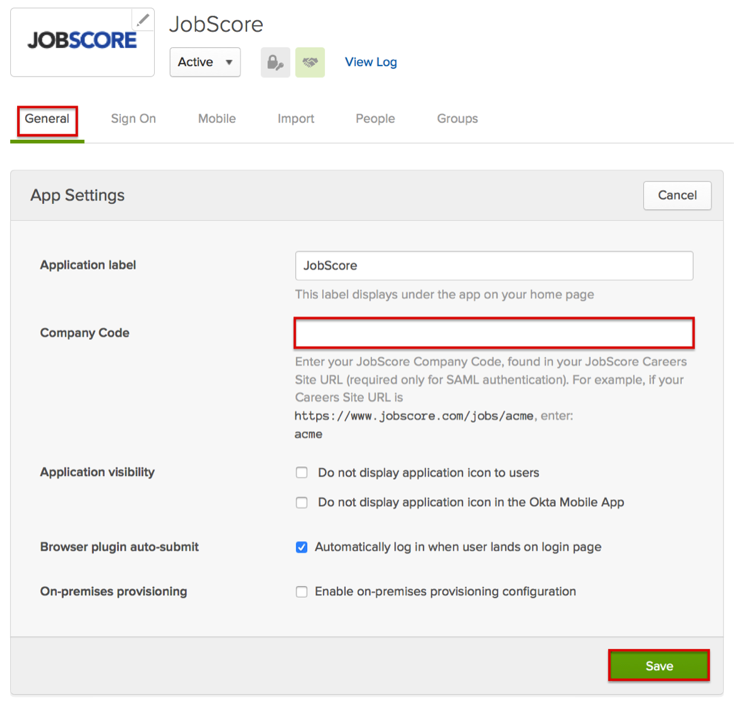 JOBSCORE
JobScore
Active
View Log
General
Sign On
Mobile
Import
People
Groups
App Settings
Cancel
Application label
JobScore
This label displays under the app on your home page
Company Code
Enter your JobScore Company Code, found in your JobScore Careers
Site URL (required only for SAML authentication). For example, if your
Careers Site URL is
https://www.jobscore.com/jobs/acme, enter:
acme
Application visibility
Do not display application icon to users
Do not display application icon in the Okta Mobile App
Browser plugin auto-submit
Automatically log in when user lands on login page
On-premises provisioning
Enable on-premises provisioning configuration
Save